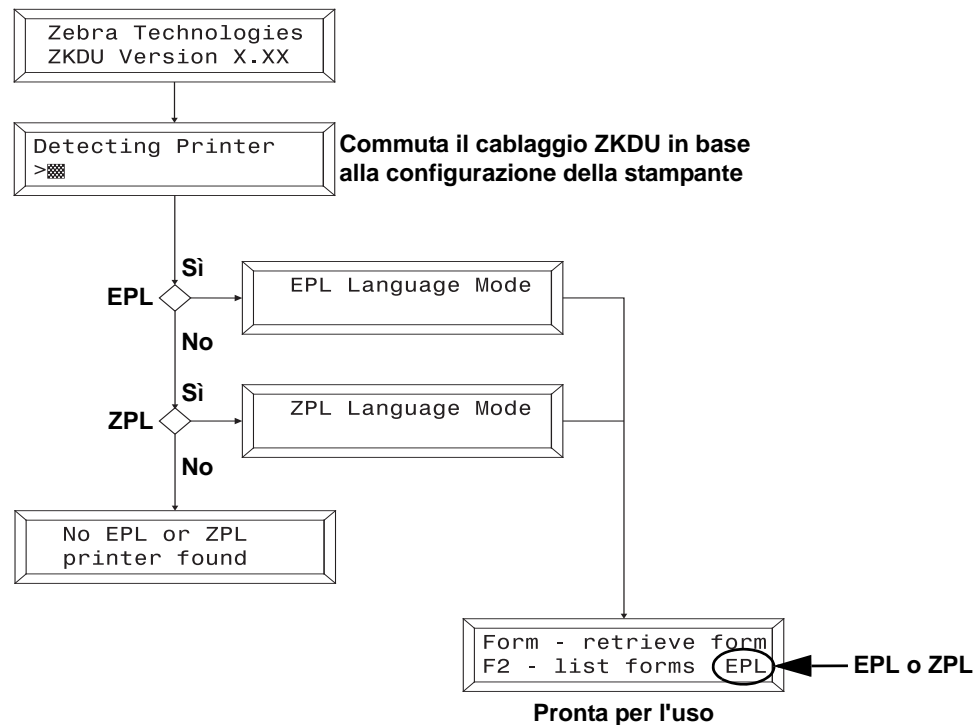 Zebra Technologies
ZKDU Version X.XX
Detecting Printer
>
Commuta il cablaggio ZKDU in base
alla configurazione della stampante
Sì
EPL
EPL Language Mode
No
Sì
ZPL
ZPL Language Mode
No
No EPL or ZPL
printer found
Form - retrieve form
F2 - list forms EPL
EPL o ZPL
Pronta per l'uso